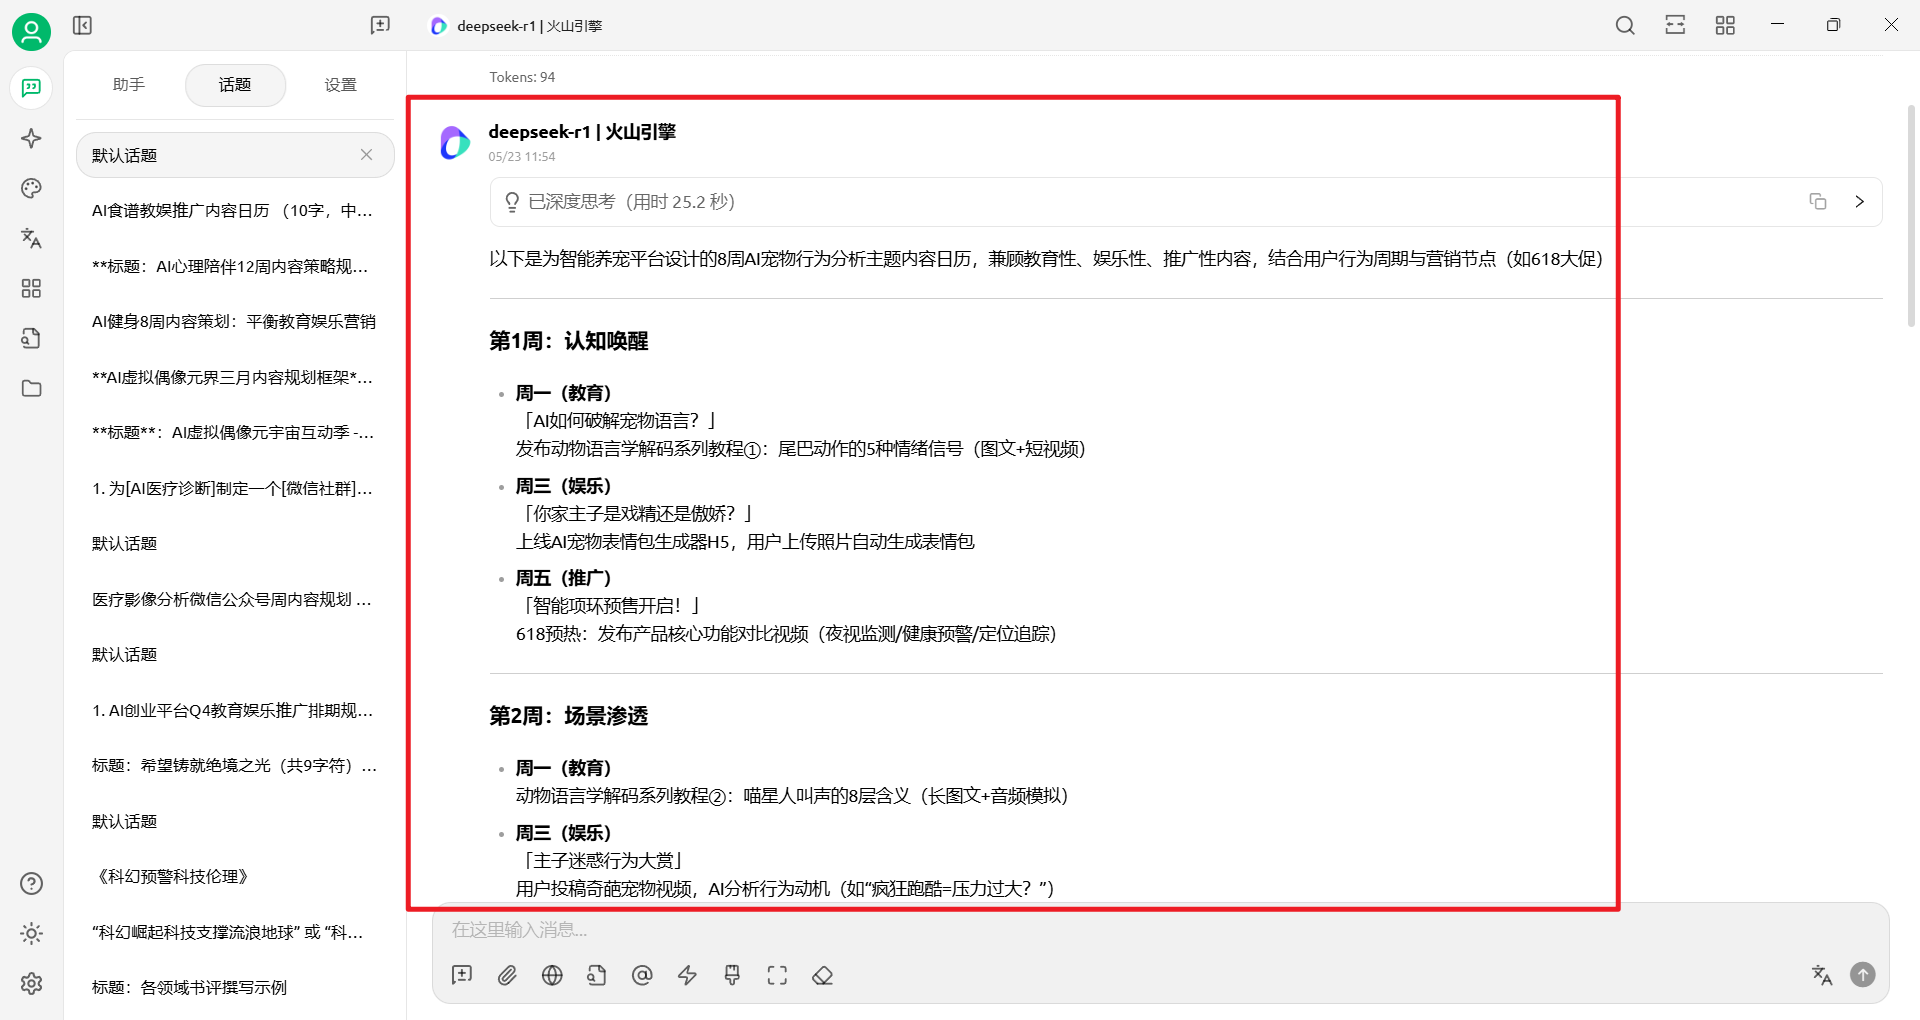 deepseek-r1 | 火山引擎
助手
话题
设置
默认话题
AI食谱教娱推广内容日历 （10字，中...
**标题：AI心理陪伴12周内容策略规...
AI健身8周内容策划：平衡教育娱乐营销
**AI虚拟偶像元界三月内容规划框架*...
**标题**：AI虚拟偶像元宇宙互动季 -...
1. 为[AI医疗诊断]制定一个[微信社群]...
默认话题
医疗影像分析微信公众号周内容规划 ...
默认话题
1. AI创业平台Q4教育娱乐推广排期规...
标题：希望铸就绝境之光（共9字符）...
默认话题
《科幻预警科技伦理》
“科幻崛起科技支撑流浪地球” 或 “科...
标题：各领域书评撰写示例
Tokens: 94
deepseek-r1 | 火山引擎
05/23 11:54
已深度思考（用时 25.2 秒）
以下是为智能养宠平台设计的8周AI宠物行为分析主题内容日历，兼顾教育性、娱乐性、推广性内容，结合用户行为周期与营销节点（如618大促）
第1周：认知唤醒
周一（教育）
「AI如何破解宠物语言？」
发布动物语言学解码系列教程①：尾巴动作的5种情绪信号（图文+短视频）
周三（娱乐）
「你家主子是戏精还是傲娇？」
上线AI宠物表情包生成器H5，用户上传照片自动生成表情包
周五（推广）
「智能项环预售开启！」
618预热：发布产品核心功能对比视频（夜视监测/健康预警/定位追踪）
第2周：场景渗透
周一（教育）
动物语言学解码系列教程②：喵星人叫声的8层含义（长图文+音频模拟）
周三（娱乐）
「主子迷惑行为大赏」
用户投稿奇葩宠物视频，AI分析行为动机（如“疯狂跑酷=压力过大？”）
在这里输入消息...